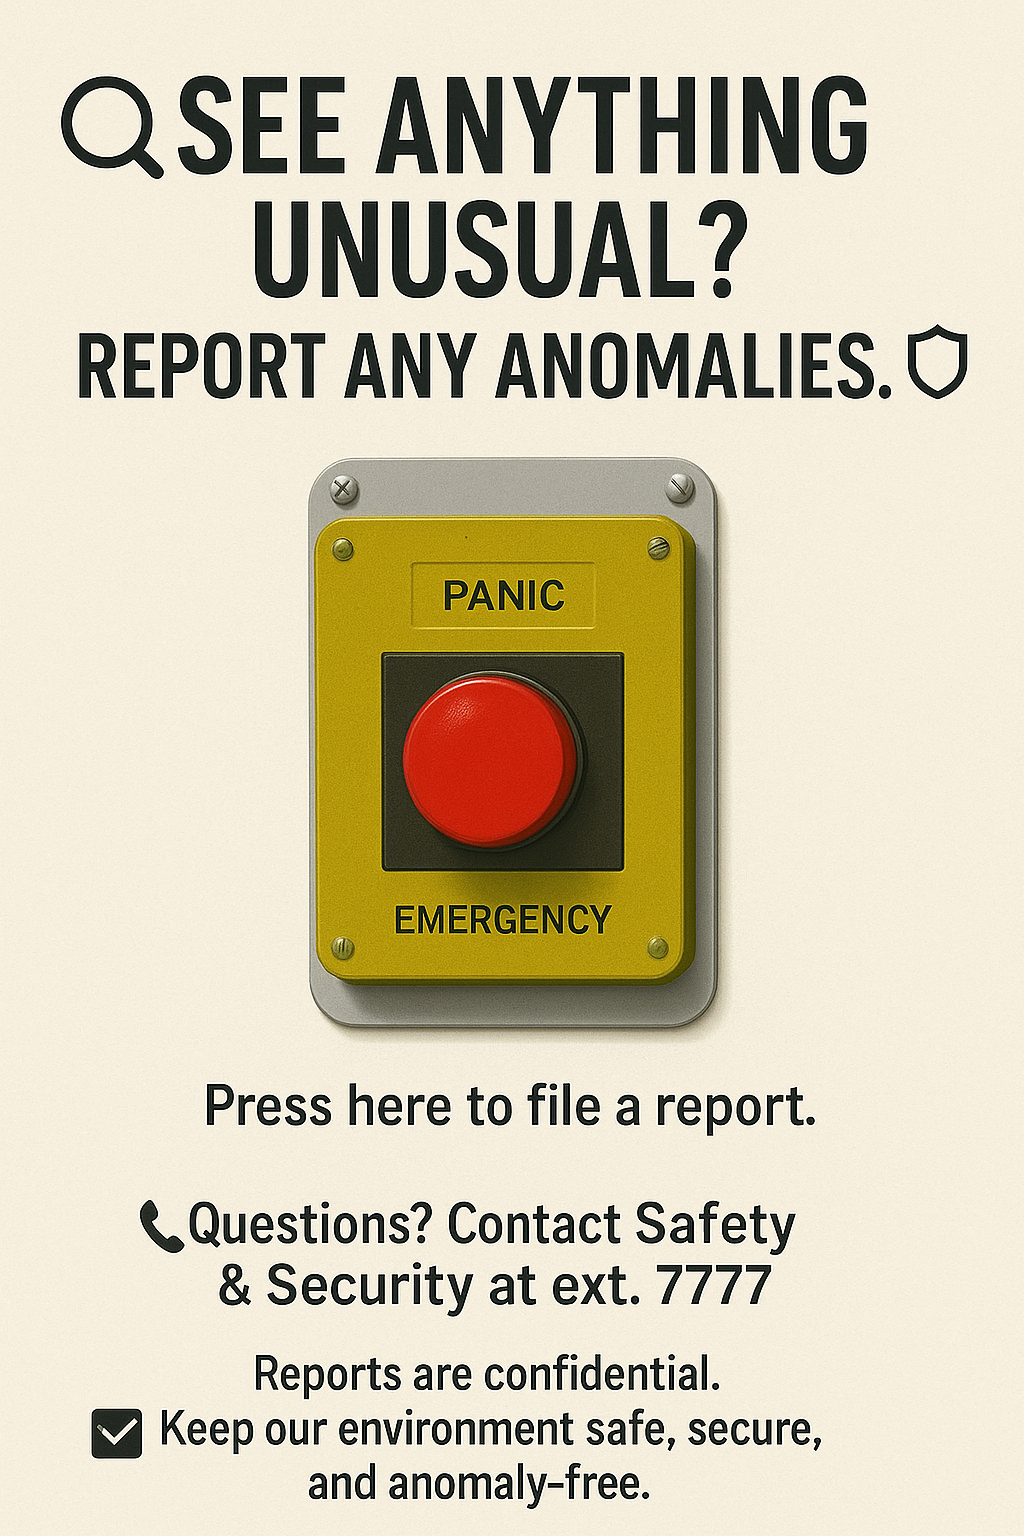 SEE ANYTHING
UNUSUAL?
REPORT ANY ANOMALIES.
PANIC
EMERGENCY
Press here to file a report.
Questions? Contact Safety
& Security at ext. 7777
Reports are confidential.
Keep our environment safe, secure,
and anomaly-free.